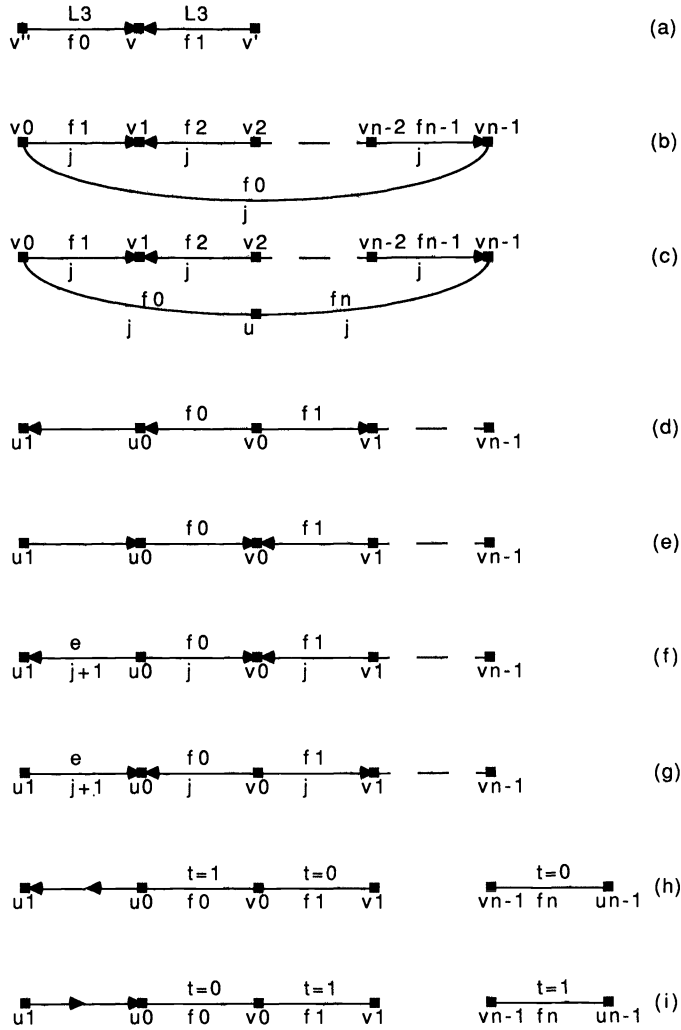 L3 L3
v" f0 v f1 v' (a)
v0 f1 v1 f2 v2 vn-2 fn-1 vn-1
j j j (b)
f0
j
v0 f1 v1 f2 v2 vn-2 fn-1 vn-1
j j j (c)
f0 fn
j u j
f0 f1
u1 u0 v0 v1 vn-1 (d)
f0 f1
u1 u0 v0 v1 vn-1 (e)
e f0 f1
u1 j+1 u0 j v0 j v1 vn-1 (f)
e f0 f1
u1 j+1 u0 j v0 j v1 vn-1 (g)
t=1 t=0 t=0
u1 u0 f0 v0 f1 v1 vn-1 fn un-1 (h)
t=0 t=1 t=1
u1 u0 f0 v0 f1 v1 vn-1 fn un-1 (i)